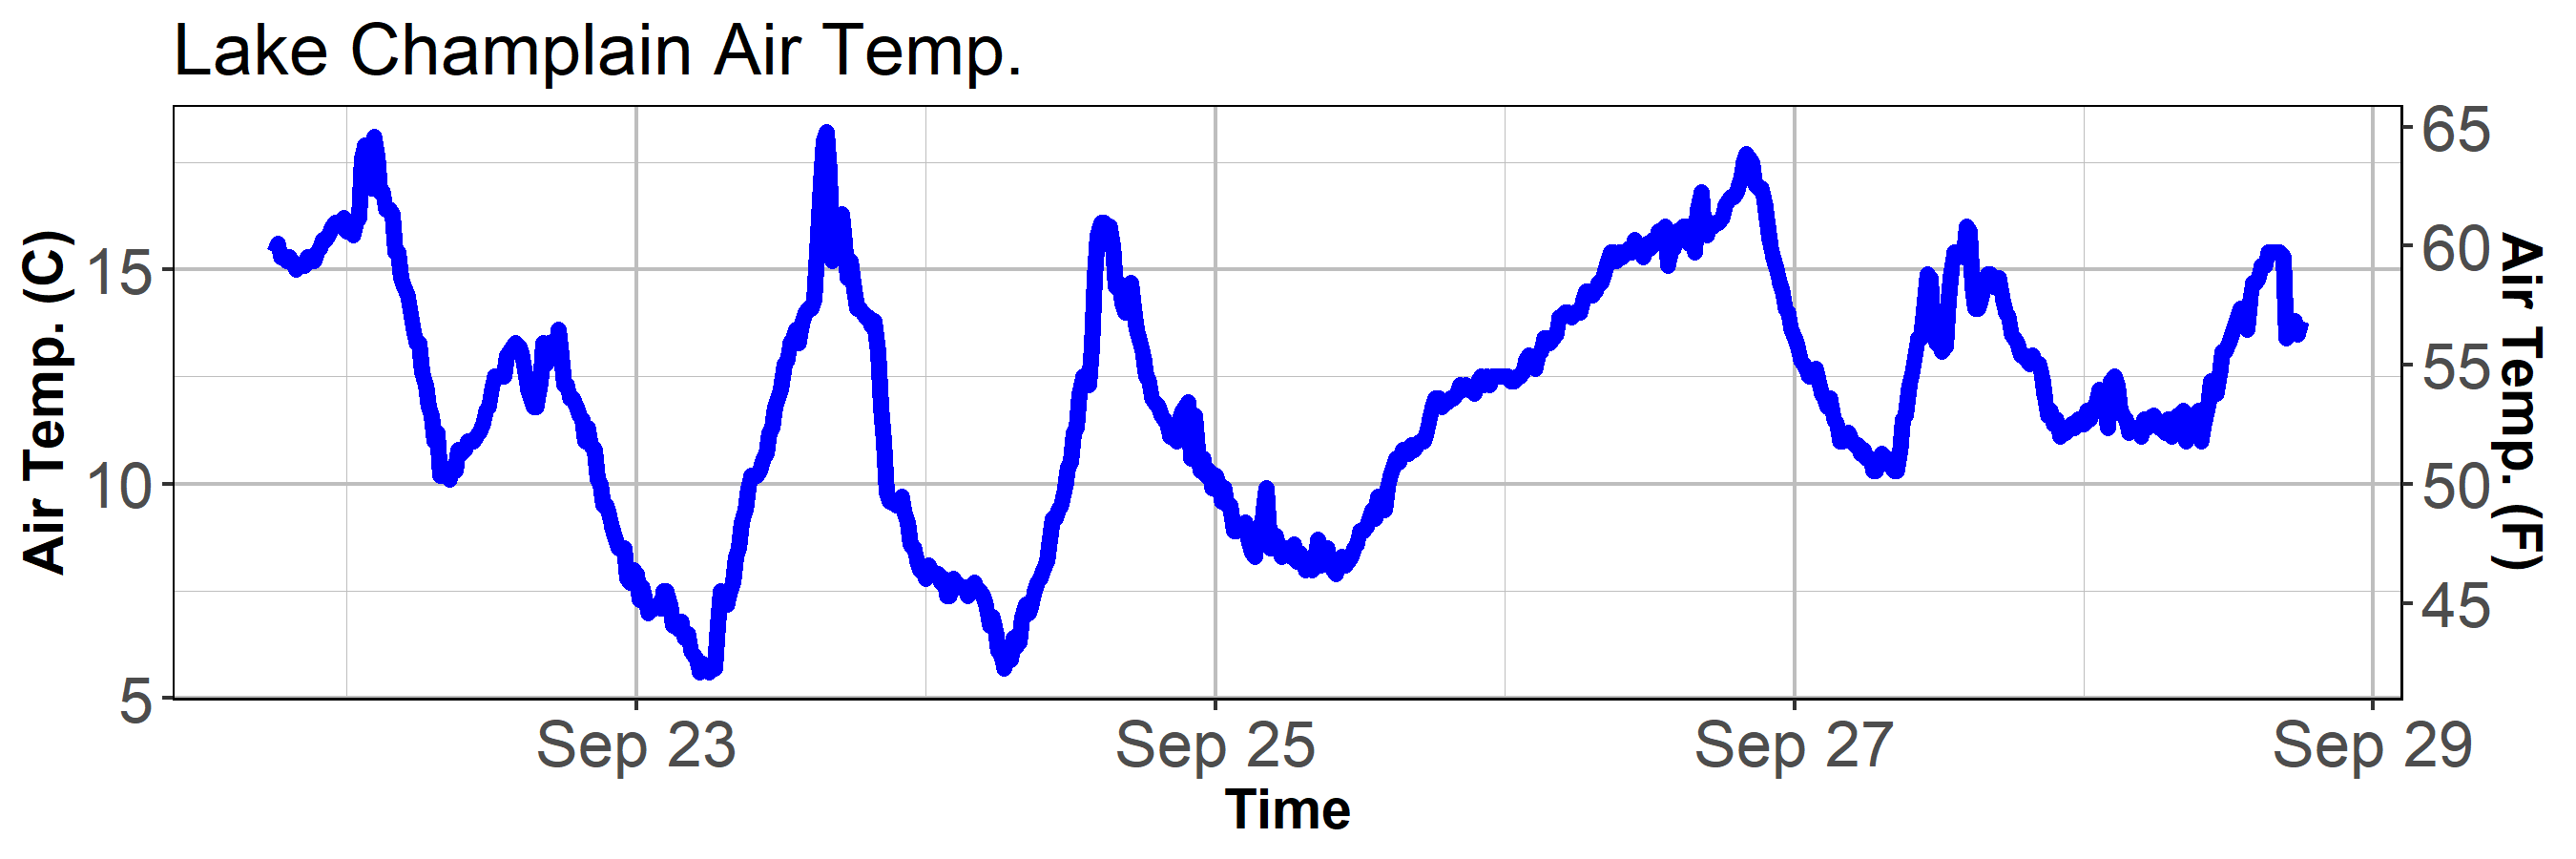 Lake Champlain Air Temp.
Air Temp. (C)
15
10
5
65
60
55
50
45
Air Temp. (F)
Sep 23
Sep 25
Sep 27
Sep 29
Time